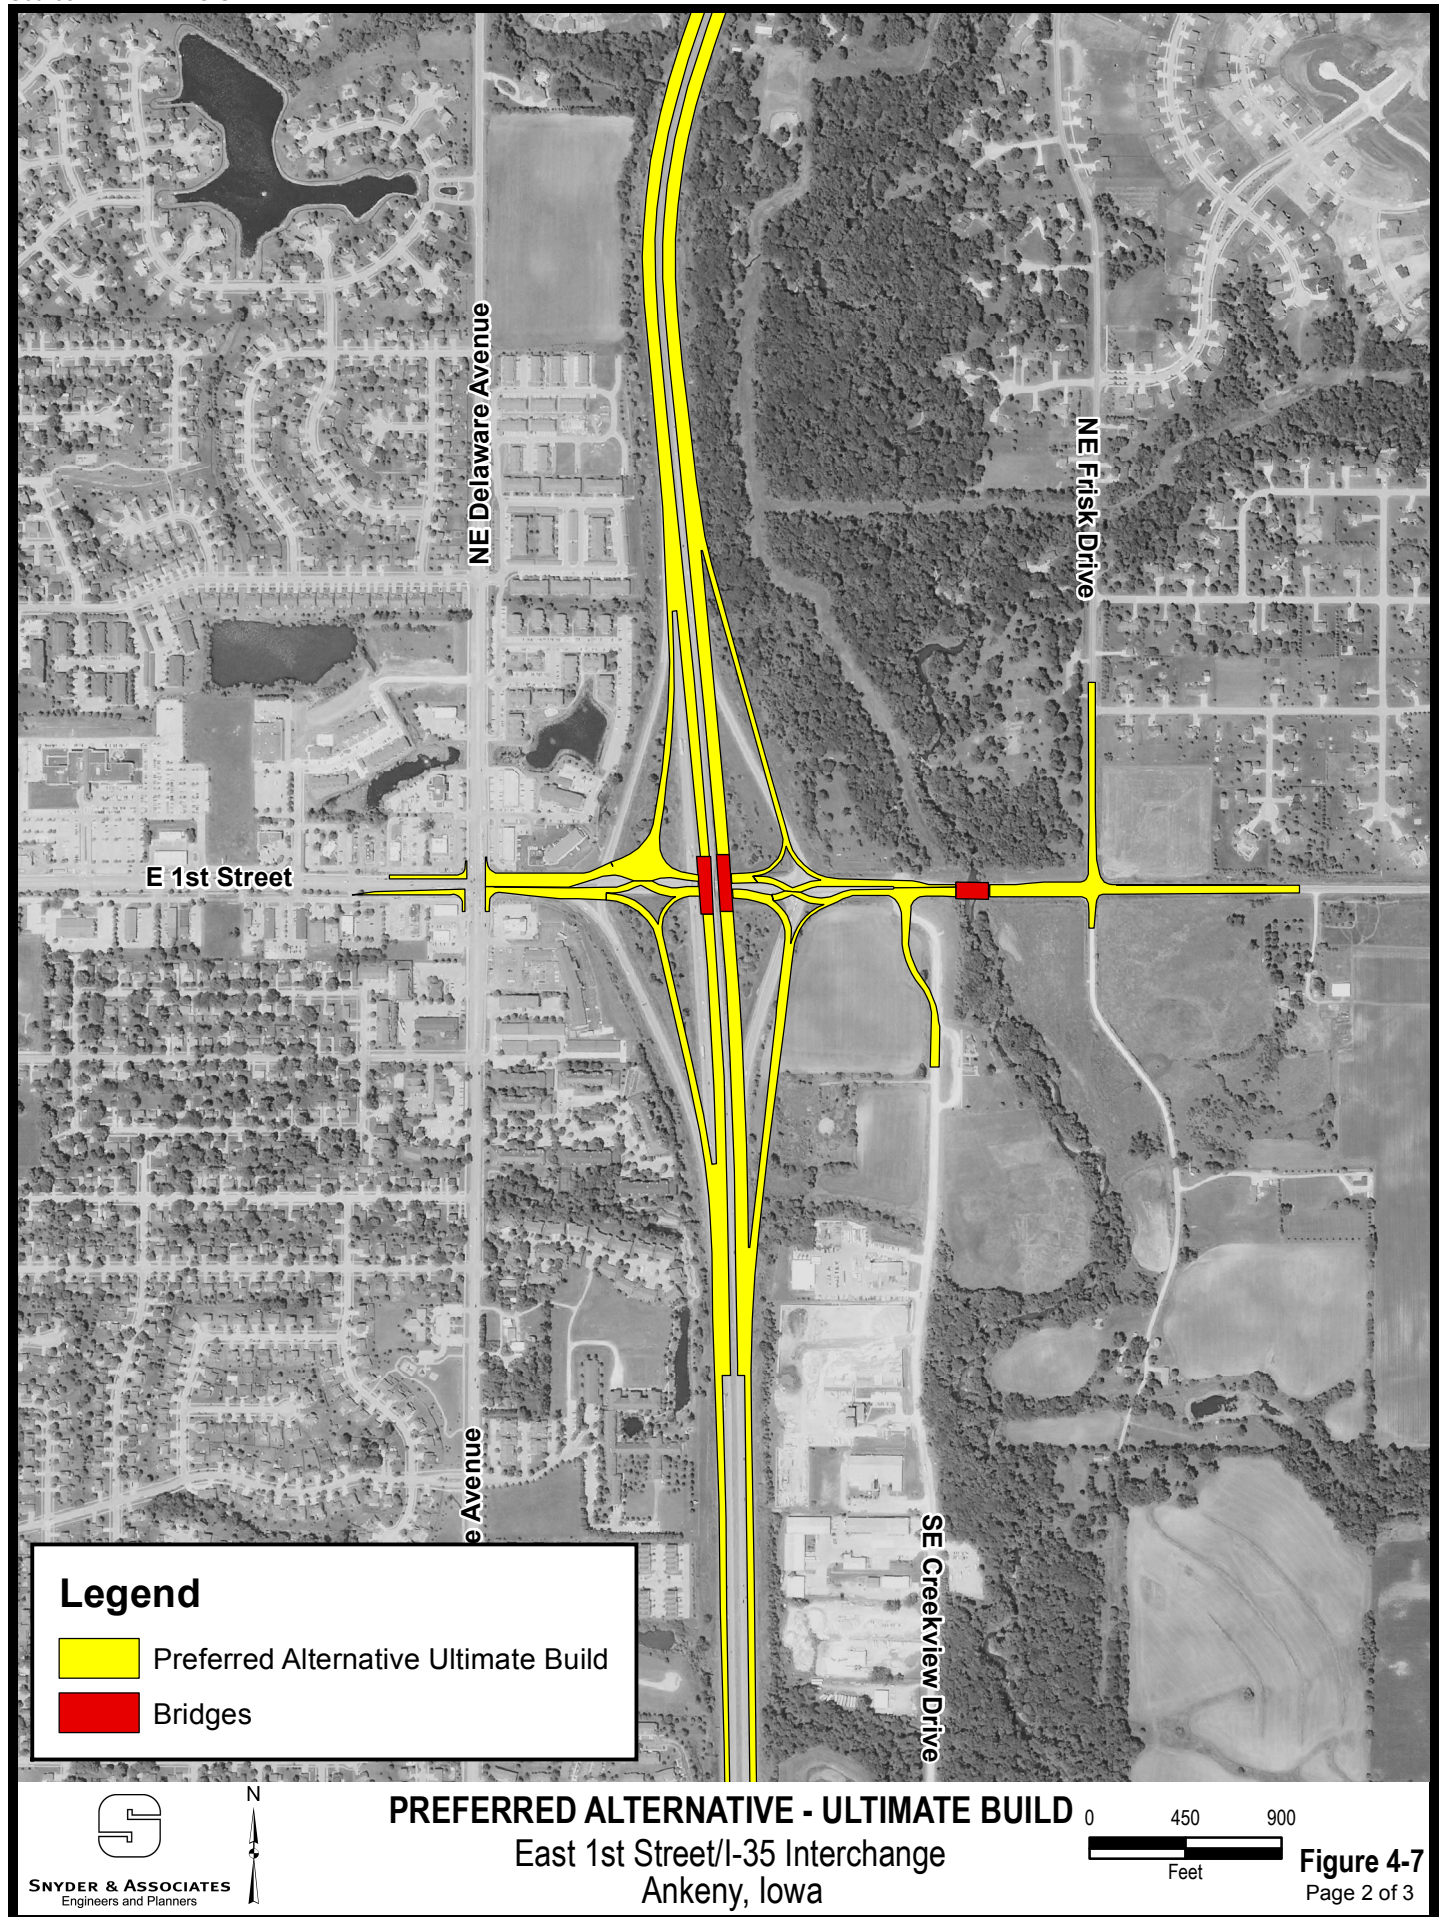 NE Delaware Avenue
NE Frisk Drive
E 1st Street
e Avenue
SE Creekview Drive
Legend
Preferred Alternative Ultimate Build
Bridges
SNYDER & ASSOCIATES
Engineers and Planners
N
PREFERRED ALTERNATIVE - ULTIMATE BUILD
East 1st Street/I-35 Interchange
Ankeny, Iowa
0 450 900
Feet
Figure 4-7
Page 2 of 3